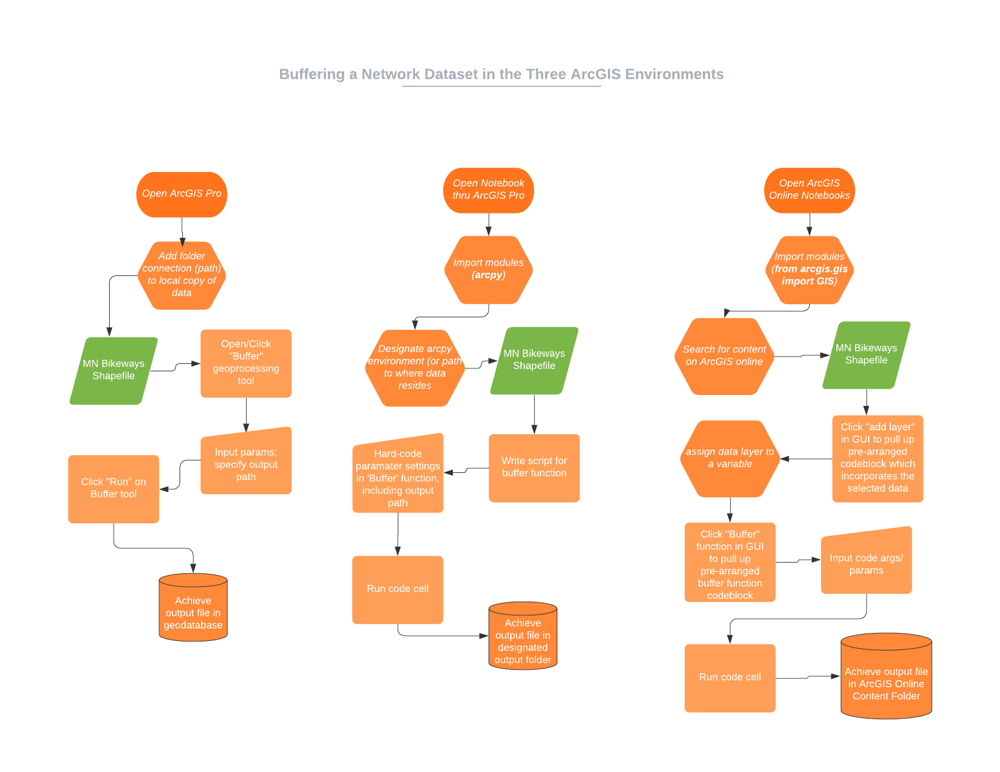 Buffering a Network Dataset in the Three ArcGIS Environments
Open ArcGIS Pro
Add folder
connection (path)
to local copy of
data
MN Bikeways
Shapefile
Open/Click
"Buffer"
geoprocessing
tool
Input params;
specify output
path
Click "Run" on
Buffer tool
Achieve
output file in
geodatabase
Open Notebook
thru ArcGIS Pro
Import modules
(arcpy)
Designate arcpy
environment (or path
to where data
resides
MN Bikeways
Shapefile
Write script for
buffer function
Hard-code
paramater settings
in 'Buffer' function,
including output
path
Run code cell
Achieve
output file in
designated
output folder
Open ArcGIS
Online Notebooks
Import modules
(from arcgis.gis
import GIS)
Search for content
on ArcGIS online
MN Bikeways
Shapefile
Click "add layer"
in GUI to pull up
pre-arranged
codeblock which
incorporates the
selected data
assign data layer to
a variable
Click "Buffer"
function in GUI
to pull up
pre-arranged
buffer function
codeblock
Input code args/
params
Run code cell
Achieve output file
in ArcGIS Online
Content Folder